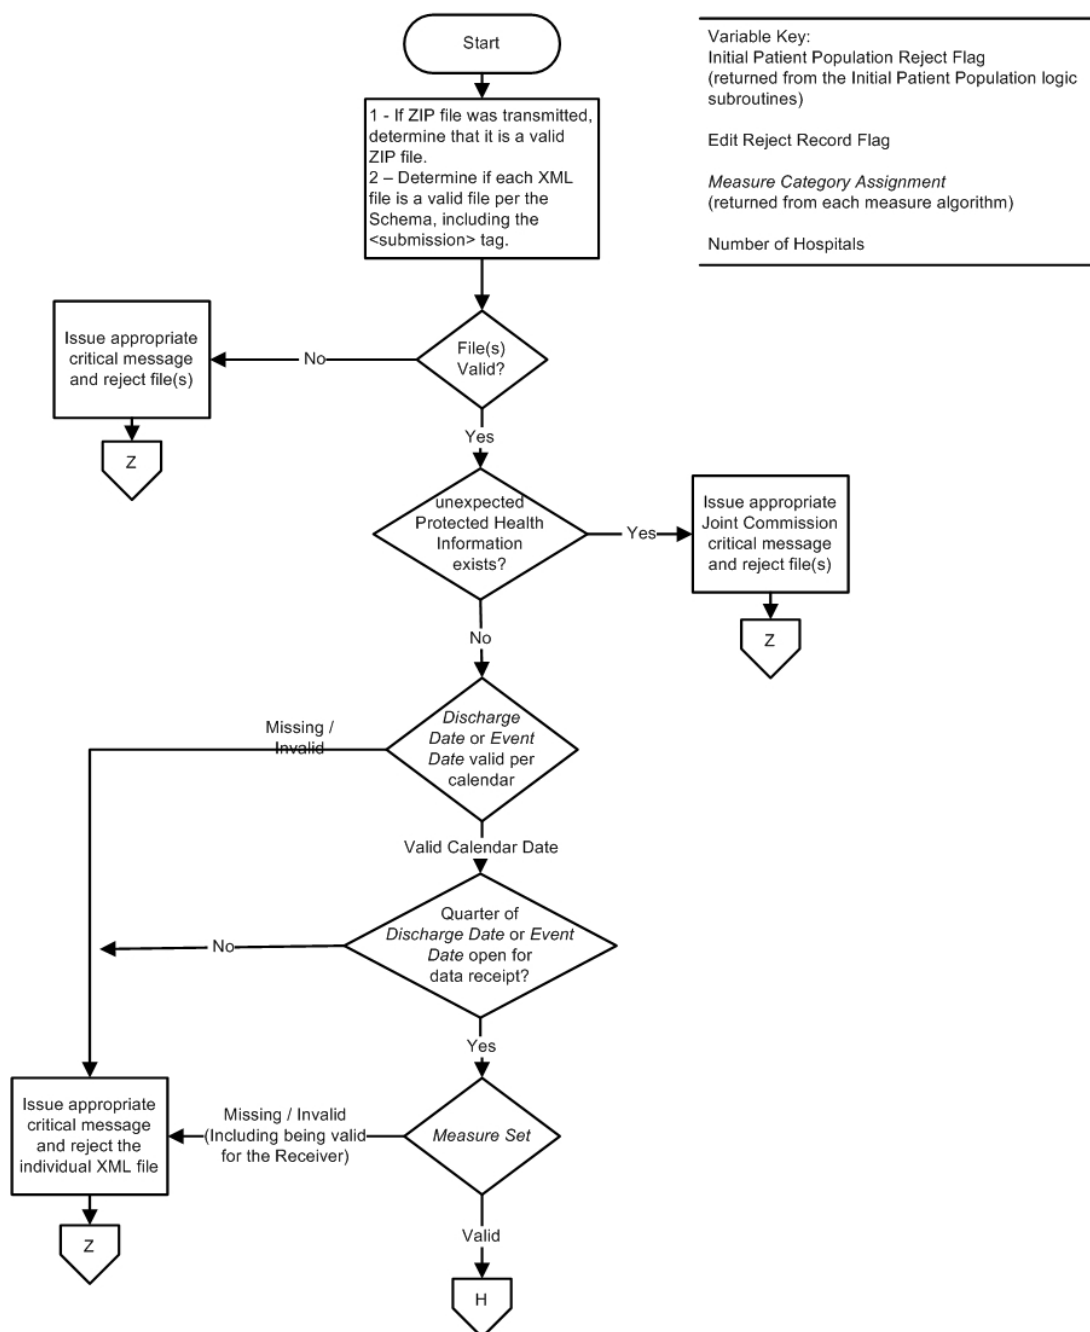 Start
Variable Key:
Initial Patient Population Reject Flag
(returned from the Initial Patient Population logic
subroutines)
Edit Reject Record Flag
Measure Category Assignment
(returned from each measure algorithm)
Number of Hospitals
1 - If ZIP file was transmitted,
determine that it is a valid
ZIP file.
2 – Determine if each XML
file is a valid file per the
Schema, including the
<submission> tag.
File(s)
Valid?
No
Issue appropriate
critical message
and reject file(s)
Z
Yes
unexpected
Protected Health
Information
exists?
Yes
Issue appropriate
Joint Commission
critical message
and reject file(s)
Z
No
Discharge
Date or Event
Date valid per
calendar
Missing /
Invalid
Valid Calendar Date
Quarter of
Discharge Date or Event
Date open for
data receipt?
No
Yes
Measure Set
Missing / Invalid
(Including being valid
for the Receiver)
Issue appropriate
critical message
and reject the
individual XML file
Z
Valid
H